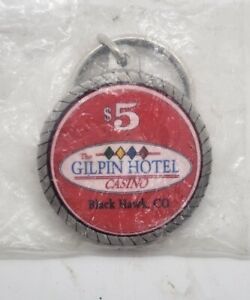 $5
The
GILPIN HOTEL
CASINO
Black Hawk, CO